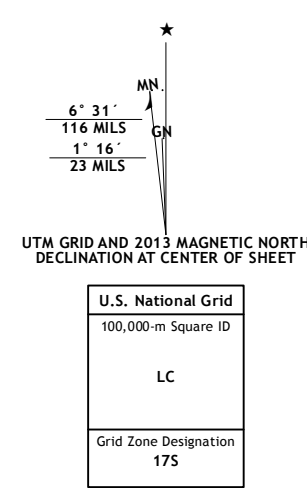 ★
MN.
6° 31´
116 MILS
GN
1° 16´
23 MILS
UTM GRID AND 2013 MAGNETIC NORTH
DECLINATION AT CENTER OF SHEET
U.S. National Grid
100,000-m Square ID
LC
Grid Zone Designation
17S